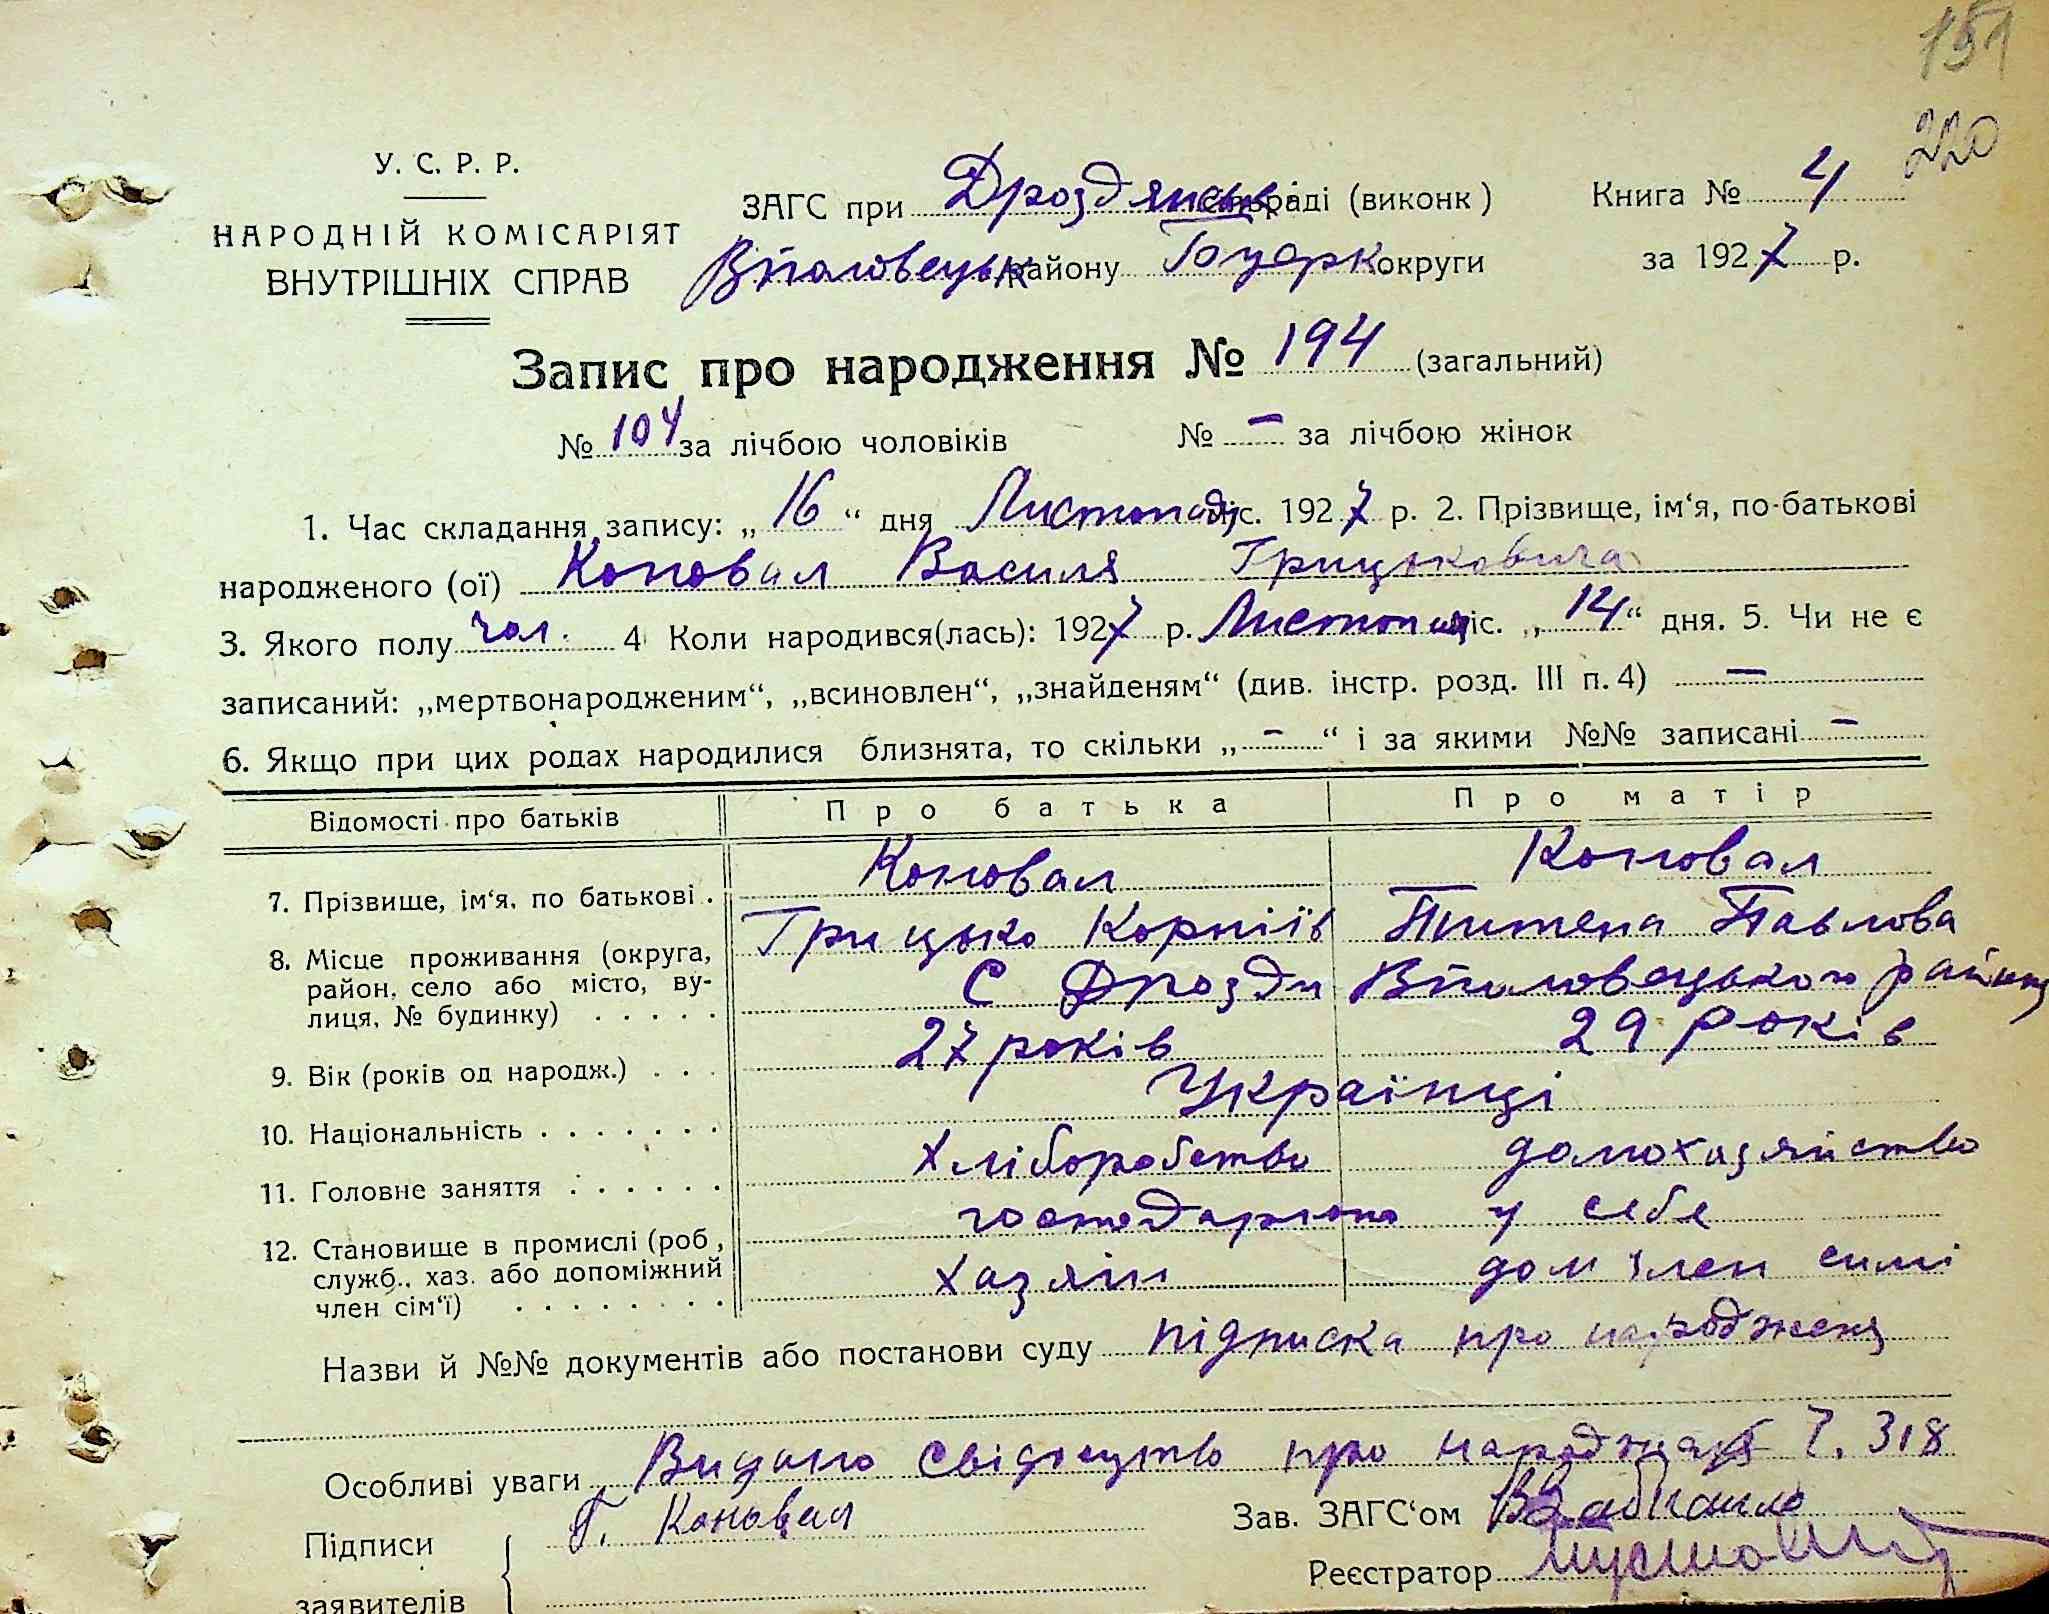 151
220
У. С. Р. Р.
НАРОДНІЙ КОМІСАРІЯТ
ВНУТРІШНІХ СПРАВ
ЗАГС при Дроздянськ. сільраді (виконк)
Книга № 4
району Б Церк округи
за 1927 р.
Запис про народження № 194 (загальний)
№ 104 за лічбою чоловіків № — за лічбою жінок
1. Час складання запису: „16“ дня Листопад міс. 1927 р. 2. Прізвище, ім‘я, по-батькові
народженого (ої) Коновал Василя Грицьковича
3. Якого полу чол. 4 Коли народився(лась): 1927 р. Листопад міс. „14“ дня. 5. Чи не є
записаний: „мертвонародженим“, „всиновлен“, „знайденям“ (див. інстр. розд. III п. 4) —
6. Якщо при цих родах народилися близнята, то скільки „—“ і за якими №№ записані —
Відомості про батьків Про батька Про матір
7. Прізвище, ім‘я, по батькові . Коновал Коновал
Грицько Корніїв Павлова
8. Місце проживання (округа, район, село або місто, вулиця, № будинку) . . . . . С Дрозди району
9. Вік (років од народж.) . . . 27 років 29 років
10. Національність . . . . . . . Українці
11. Головне заняття . . . . . . Хліборобство домохазяйство
у себе
12. Становище в промислі (роб., служб., хаз. або допоміжний член сім‘ї) . . . . . . . . хазяїн дом член симі
Назви й №№ документів або постанови суду підписка про народження
Особливі уваги Видано свідоцтво про народжен Ч. 318
Підписи Г. Коновал
Зав. ЗАГС‘ом
заявителів
Реєстратор